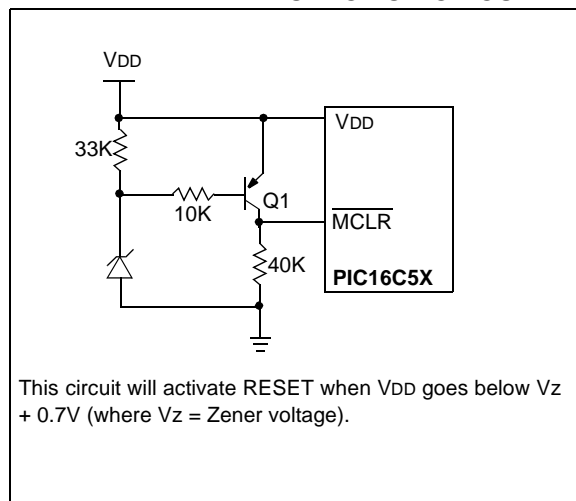 VDD
VDD
33K
Q1
10K
MCLR
40K
PIC16C5X
This circuit will activate RESET when VDD goes below Vz
+ 0.7V (where Vz = Zener voltage).